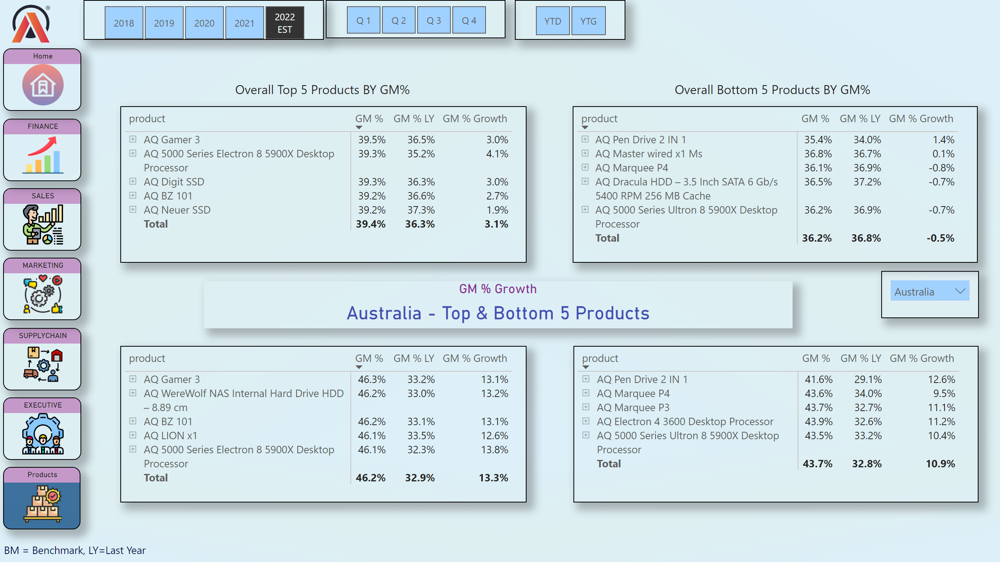 ®
2018 2019 2020 2021 2022 EST
Q 1 Q 2 Q 3 Q 4
YTD YTG
Home
FINANCE
SALES
MARKETING
SUPPLYCHAIN
EXECUTIVE
Products
Overall Top 5 Products BY GM%
product GM % GM % LY GM % Growth
AQ Gamer 3 39.5% 36.5% 3.0%
AQ 5000 Series Electron 8 5900X Desktop 39.3% 35.2% 4.1%
Processor
AQ Digit SSD 39.3% 36.3% 3.0%
AQ BZ 101 39.2% 36.6% 2.7%
AQ Neuer SSD 39.2% 37.3% 1.9%
Total 39.4% 36.3% 3.1%
Overall Bottom 5 Products BY GM%
product GM % GM % LY GM % Growth
AQ Pen Drive 2 IN 1 35.4% 34.0% 1.4%
AQ Master wired x1 Ms 36.8% 36.7% 0.1%
AQ Marquee P4 36.1% 36.9% -0.8%
AQ Dracula HDD – 3.5 Inch SATA 6 Gb/s 36.5% 37.2% -0.7%
5400 RPM 256 MB Cache
AQ 5000 Series Ultron 8 5900X Desktop 36.2% 36.9% -0.7%
Processor
Total 36.2% 36.8% -0.5%
GM % Growth
Australia - Top & Bottom 5 Products
Australia
product GM % GM % LY GM % Growth
AQ Gamer 3 46.3% 33.2% 13.1%
AQ WereWolf NAS Internal Hard Drive HDD 46.2% 33.0% 13.2%
– 8.89 cm
AQ BZ 101 46.2% 33.1% 13.1%
AQ LION x1 46.1% 33.5% 12.6%
AQ 5000 Series Electron 8 5900X Desktop 46.1% 32.3% 13.8%
Processor
Total 46.2% 32.9% 13.3%
product GM % GM % LY GM % Growth
AQ Pen Drive 2 IN 1 41.6% 29.1% 12.6%
AQ Marquee P4 43.6% 34.0% 9.5%
AQ Marquee P3 43.7% 32.7% 11.1%
AQ Electron 4 3600 Desktop Processor 43.9% 32.6% 11.2%
AQ 5000 Series Ultron 8 5900X Desktop 43.5% 33.2% 10.4%
Processor
Total 43.7% 32.8% 10.9%
BM = Benchmark, LY=Last Year